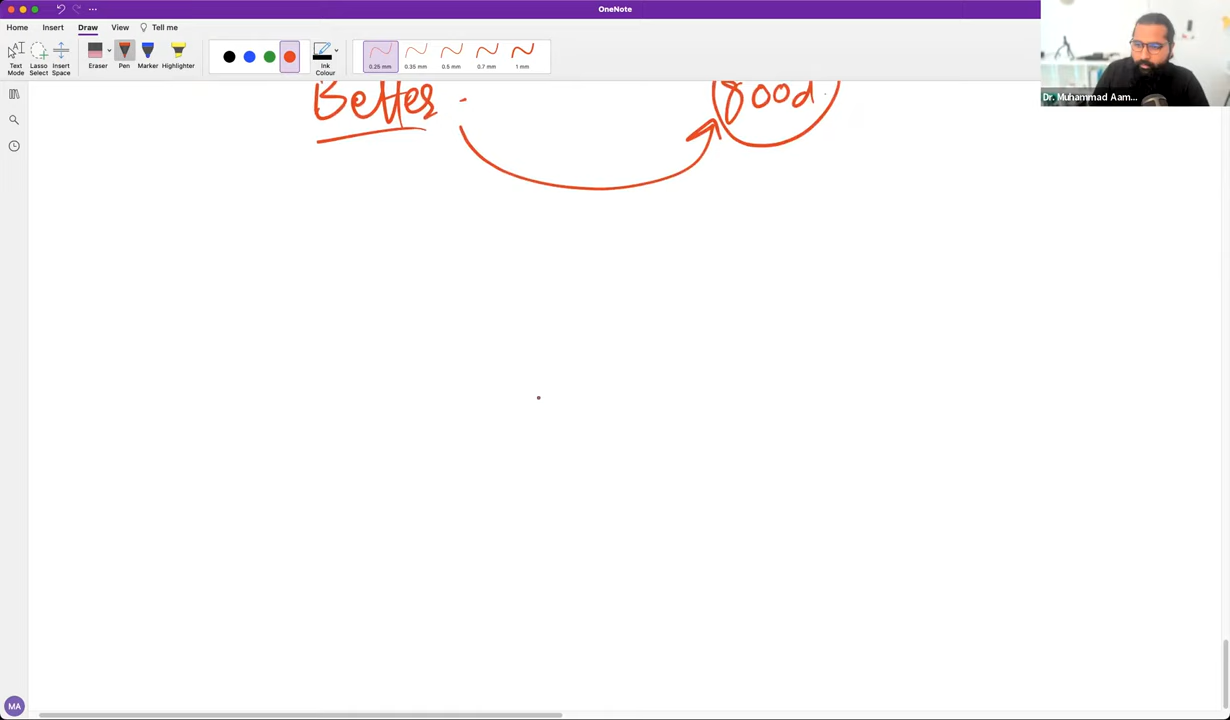 OneNote
Home Insert Draw View Tell me
Text Mode
Lasso Select
Insert Space
Eraser
Pen
Marker
Highlighter
Ink Colour
0.25 mm 0.35 mm 0.5 mm 0.7 mm 1 mm
Dr. Muhammad Aam...
Better good
MA